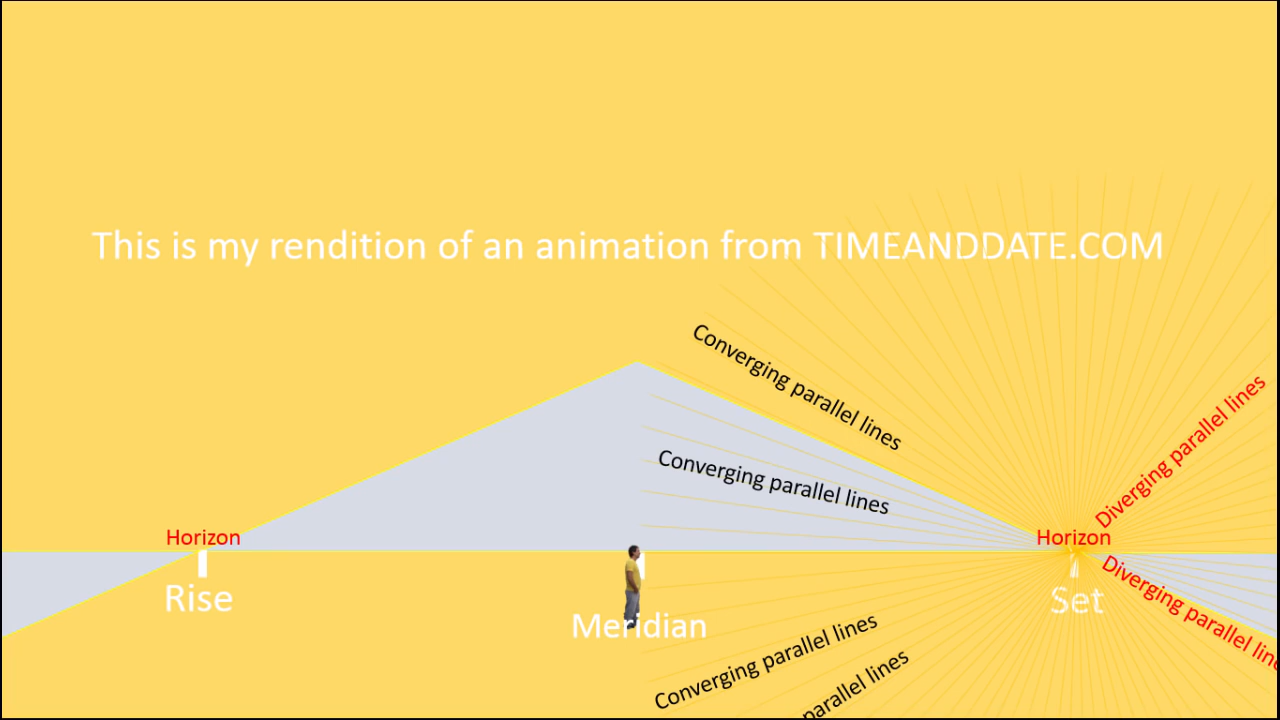 This is my rendition of an animation from TIMEANDDATE.COM
Converging parallel lines
Diverging parallel lines
Converging parallel lines
Horizon
Horizon
Rise
Set
Diverging parallel
Meridian
Converging parallel lines
parallel lines